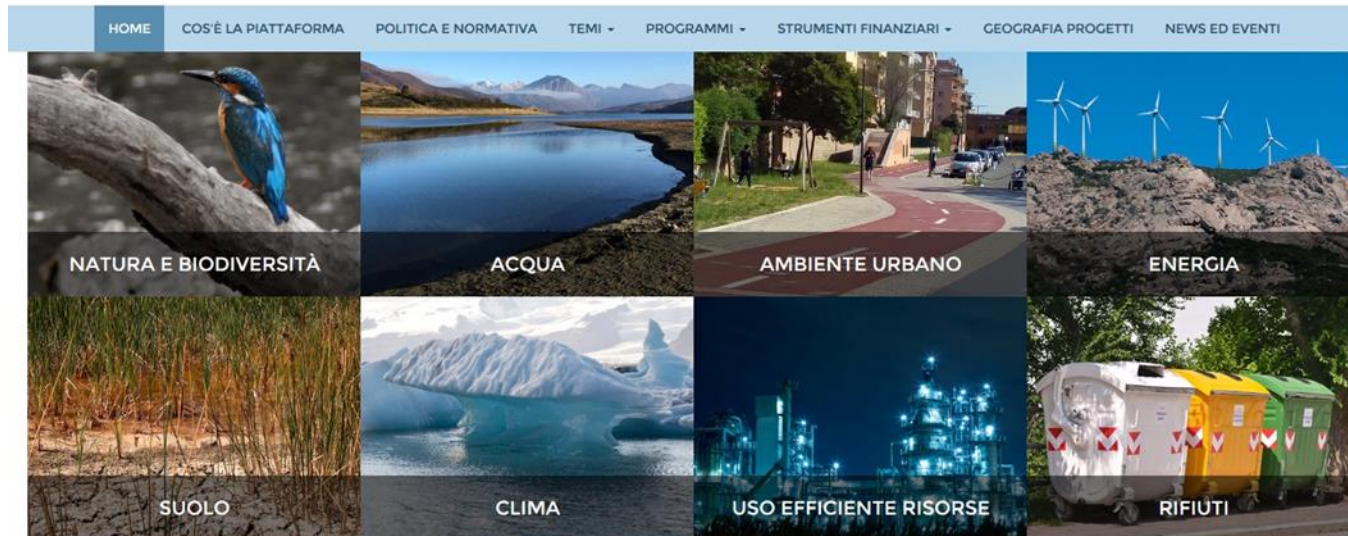 HOME COS'È LA PIATTAFORMA POLITICA E NORMATIVA TEMI PROGRAMMI STRUMENTI FINANZIARI GEOGRAFIA PROGETTI NEWS ED EVENTI
NATURA E BIODIVERSITÀ ACQUA AMBIENTE URBANO ENERGIA
SUOLO CLIMA USO EFFICIENTE RISORSE RIFIUTI